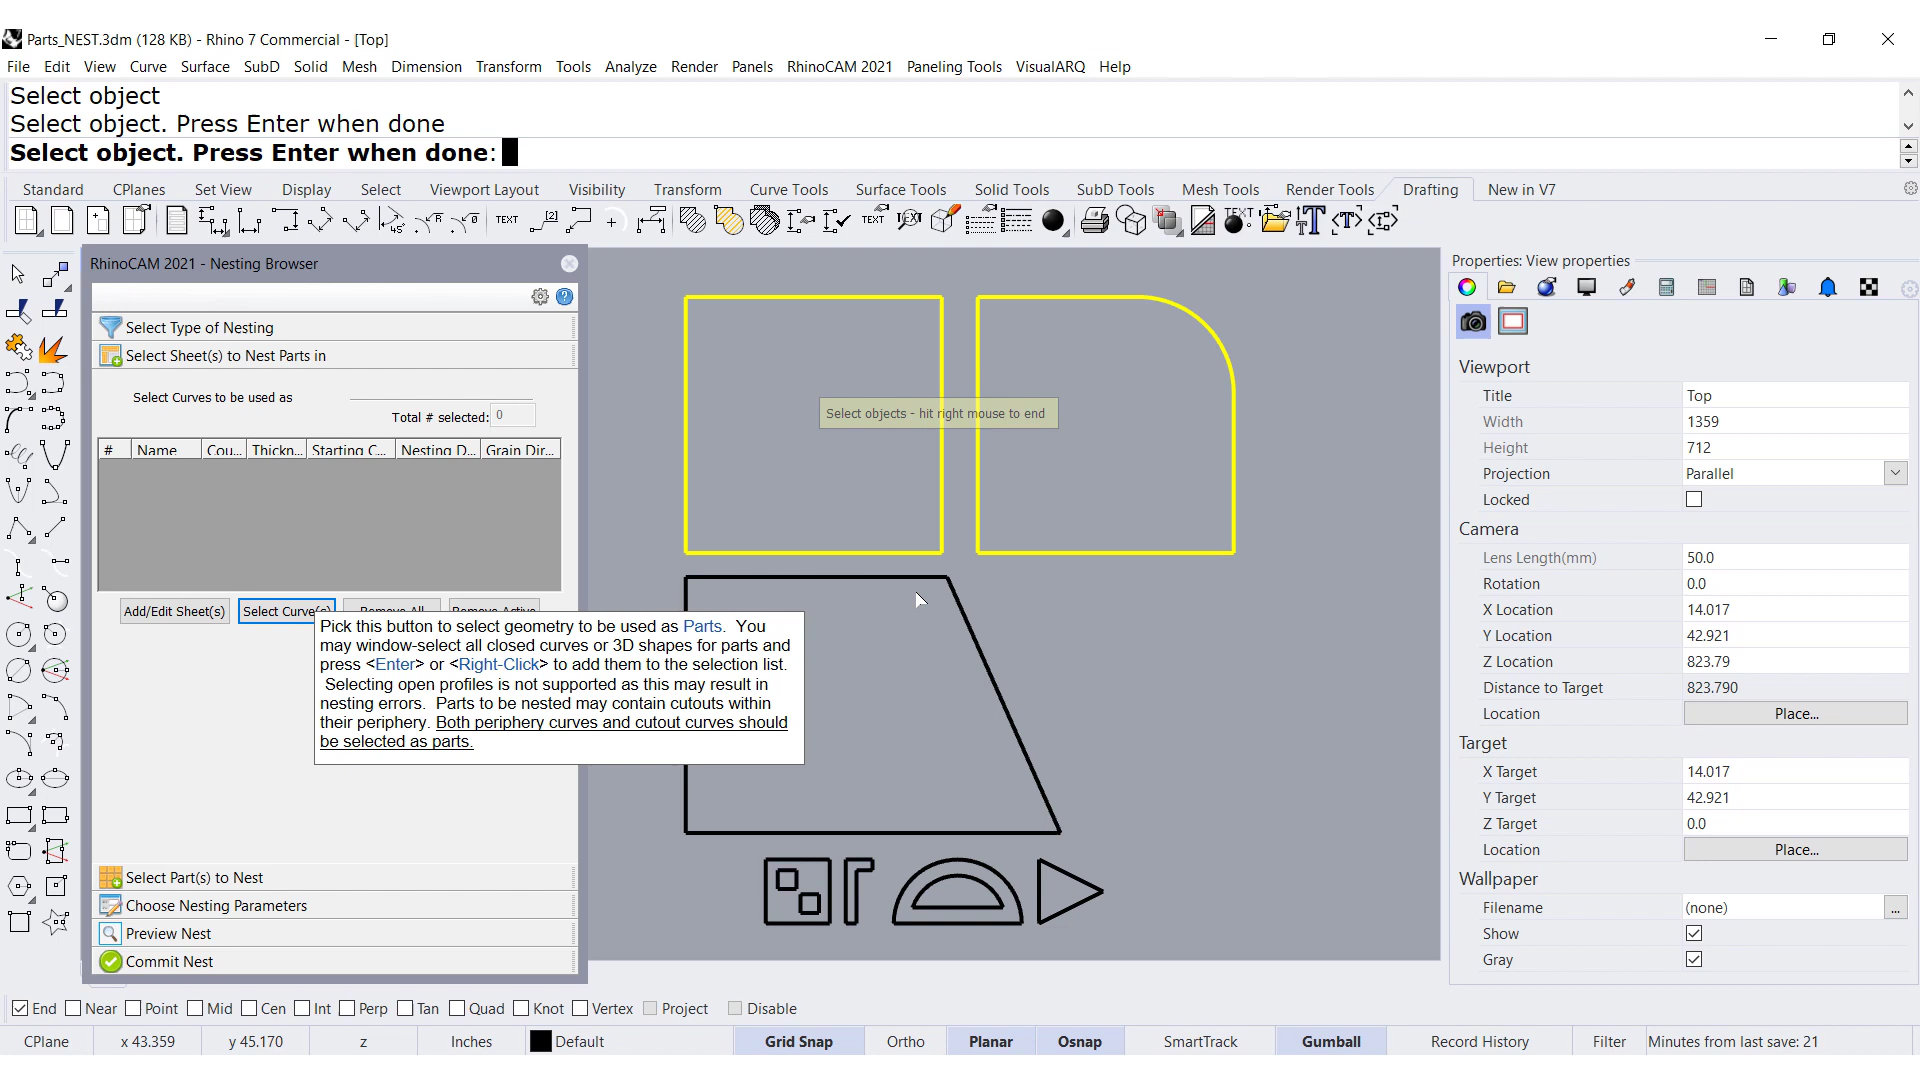 Parts_NEST.3dm (128 KB) - Rhino 7 Commercial - [Top]
File Edit View Curve Surface SubD Solid Mesh Dimension Transform Tools Analyze Render Panels RhinoCAM 2021 Paneling Tools VisualARQ Help
Select object
Select object. Press Enter when done
Select object. Press Enter when done:
Standard CPlanes Set View Display Select Viewport Layout Visibility Transform Curve Tools Surface Tools Solid Tools SubD Tools Mesh Tools Render Tools Drafting New in V7
RhinoCAM 2021 - Nesting Browser
Select Type of Nesting
Select Sheet(s) to Nest Parts in
Select Curves to be used as
Total # selected: 0
# Name Cou... Thickn... Starting C... Nesting D... Grain Dir...
Add/Edit Sheet(s) Select Curve(s) Remove All Remove Active
Pick this button to select geometry to be used as Parts. You
may window-select all closed curves or 3D shapes for parts and
press <Enter> or <Right-Click> to add them to the selection list.
Selecting open profiles is not supported as this may result in
nesting errors. Parts to be nested may contain cutouts within
their periphery. Both periphery curves and cutout curves should
be selected as parts.
Select Part(s) to Nest
Choose Nesting Parameters
Preview Nest
Commit Nest
Select objects - hit right mouse to end
Properties: View properties
Viewport
Title Top
Width 1359
Height 712
Projection Parallel
Locked
Camera
Lens Length(mm) 50.0
Rotation 0.0
X Location 14.017
Y Location 42.921
Z Location 823.79
Distance to Target 823.790
Location Place...
Target
X Target 14.017
Y Target 42.921
Z Target 0.0
Location Place...
Wallpaper
Filename (none) ...
Show
Gray
End Near Point Mid Cen Int Perp Tan Quad Knot Vertex Project Disable
CPlane x 43.359 y 45.170 z Inches Default Grid Snap Ortho Planar Osnap SmartTrack Gumball Record History Filter Minutes from last save: 21